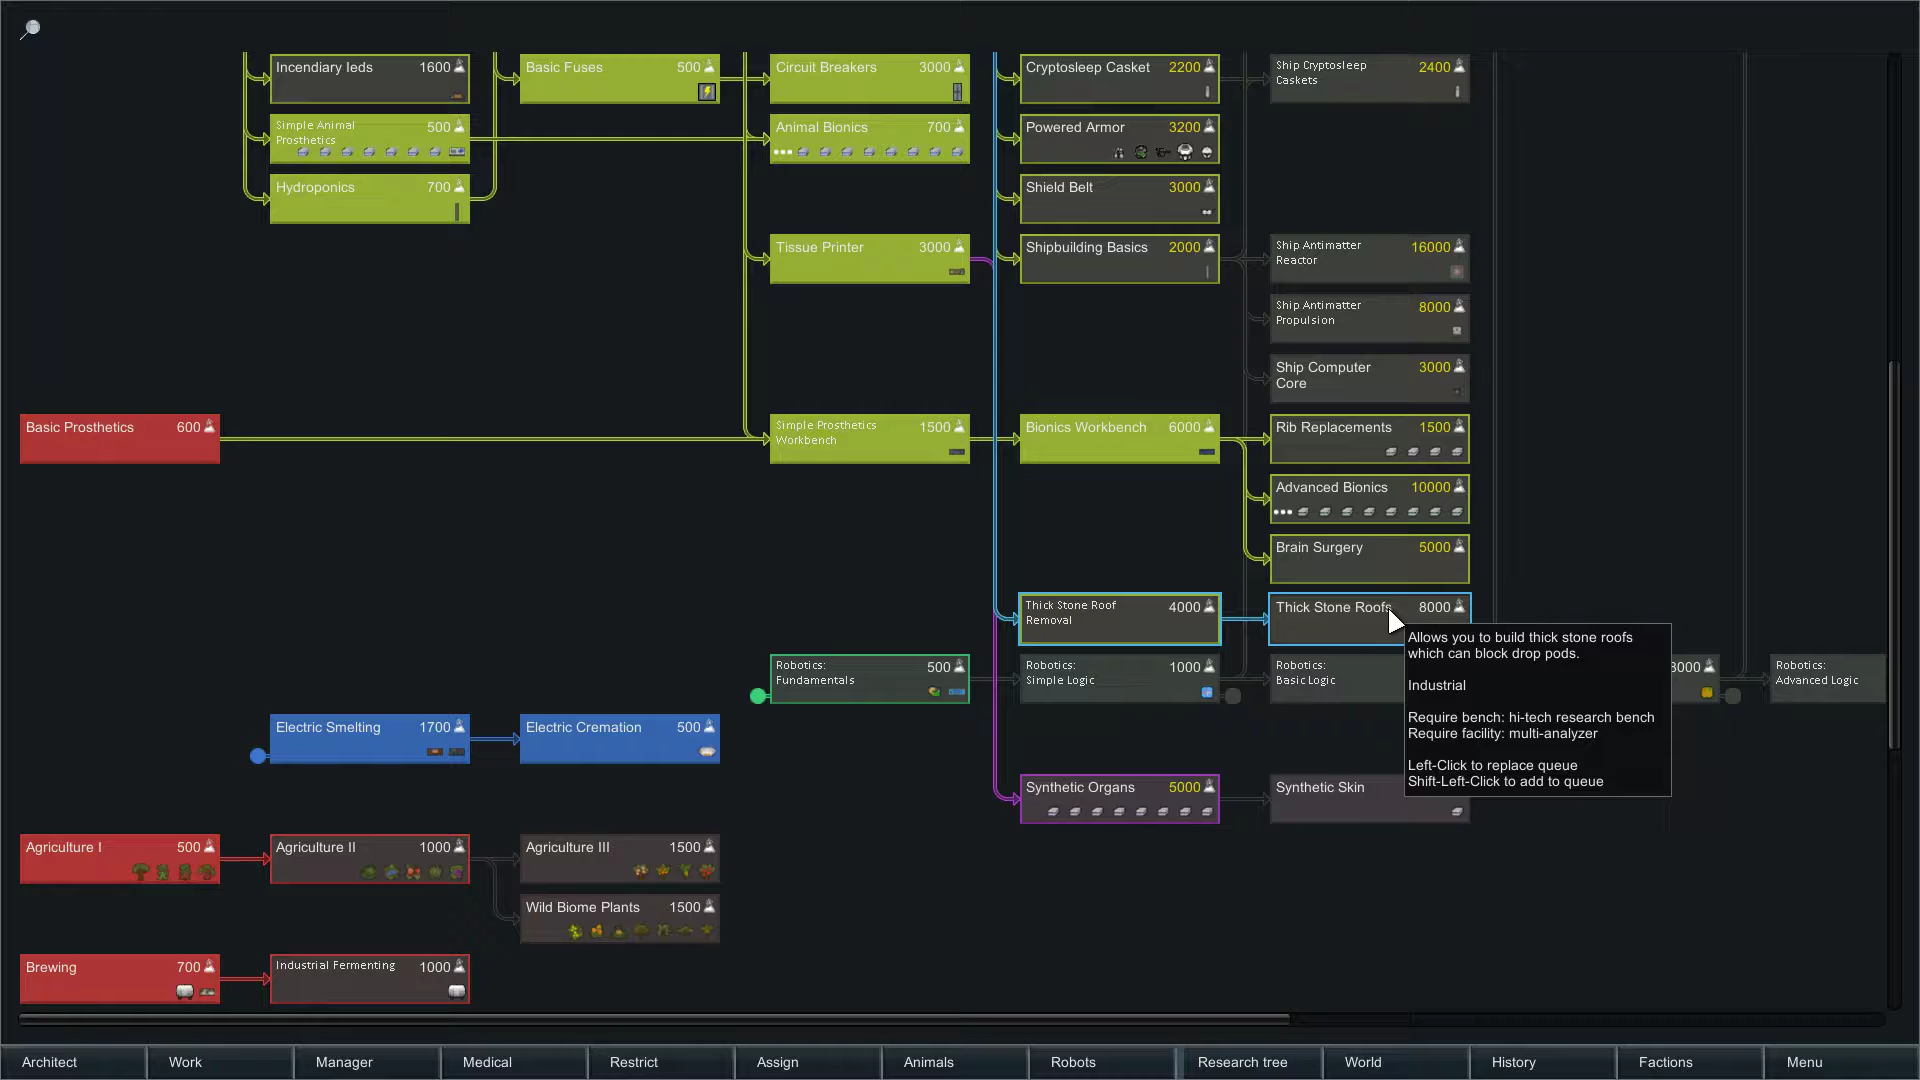 Incendiary Ieds 1600
Basic Fuses 500
Circuit Breakers 3000
Cryptosleep Casket 2200
Ship Cryptosleep
Caskets
2400
Simple Animal
Prosthetics
500
Animal Bionics 700
Powered Armor 3200
Hydroponics 700
Shield Belt 3000
Tissue Printer 3000
Shipbuilding Basics 2000
Ship Antimatter
Reactor
16000
Ship Antimatter
Propulsion
8000
Ship Computer
Core
3000
Basic Prosthetics 600
Simple Prosthetics
Workbench
1500
Bionics Workbench 6000
Rib Replacements 1500
Advanced Bionics 10000
Brain Surgery 5000
Thick Stone Roof
Removal
4000
Thick Stone Roofs 8000
Allows you to build thick stone roofs
which can block drop pods.
Industrial
Require bench: hi-tech research bench
Require facility: multi-analyzer
Left-Click to replace queue
Shift-Left-Click to add to queue
Robotics:
Fundamentals
500
Robotics:
Simple Logic
1000
Robotics:
Basic Logic
Robotics:
Advanced Logic
Electric Smelting 1700
Electric Cremation 500
Synthetic Organs 5000
Synthetic Skin
Agriculture I 500
Agriculture II 1000
Agriculture III 1500
Wild Biome Plants 1500
Brewing 700
Industrial Fermenting 1000
Architect
Work
Manager
Medical
Restrict
Assign
Animals
Robots
Research tree
World
History
Factions
Menu